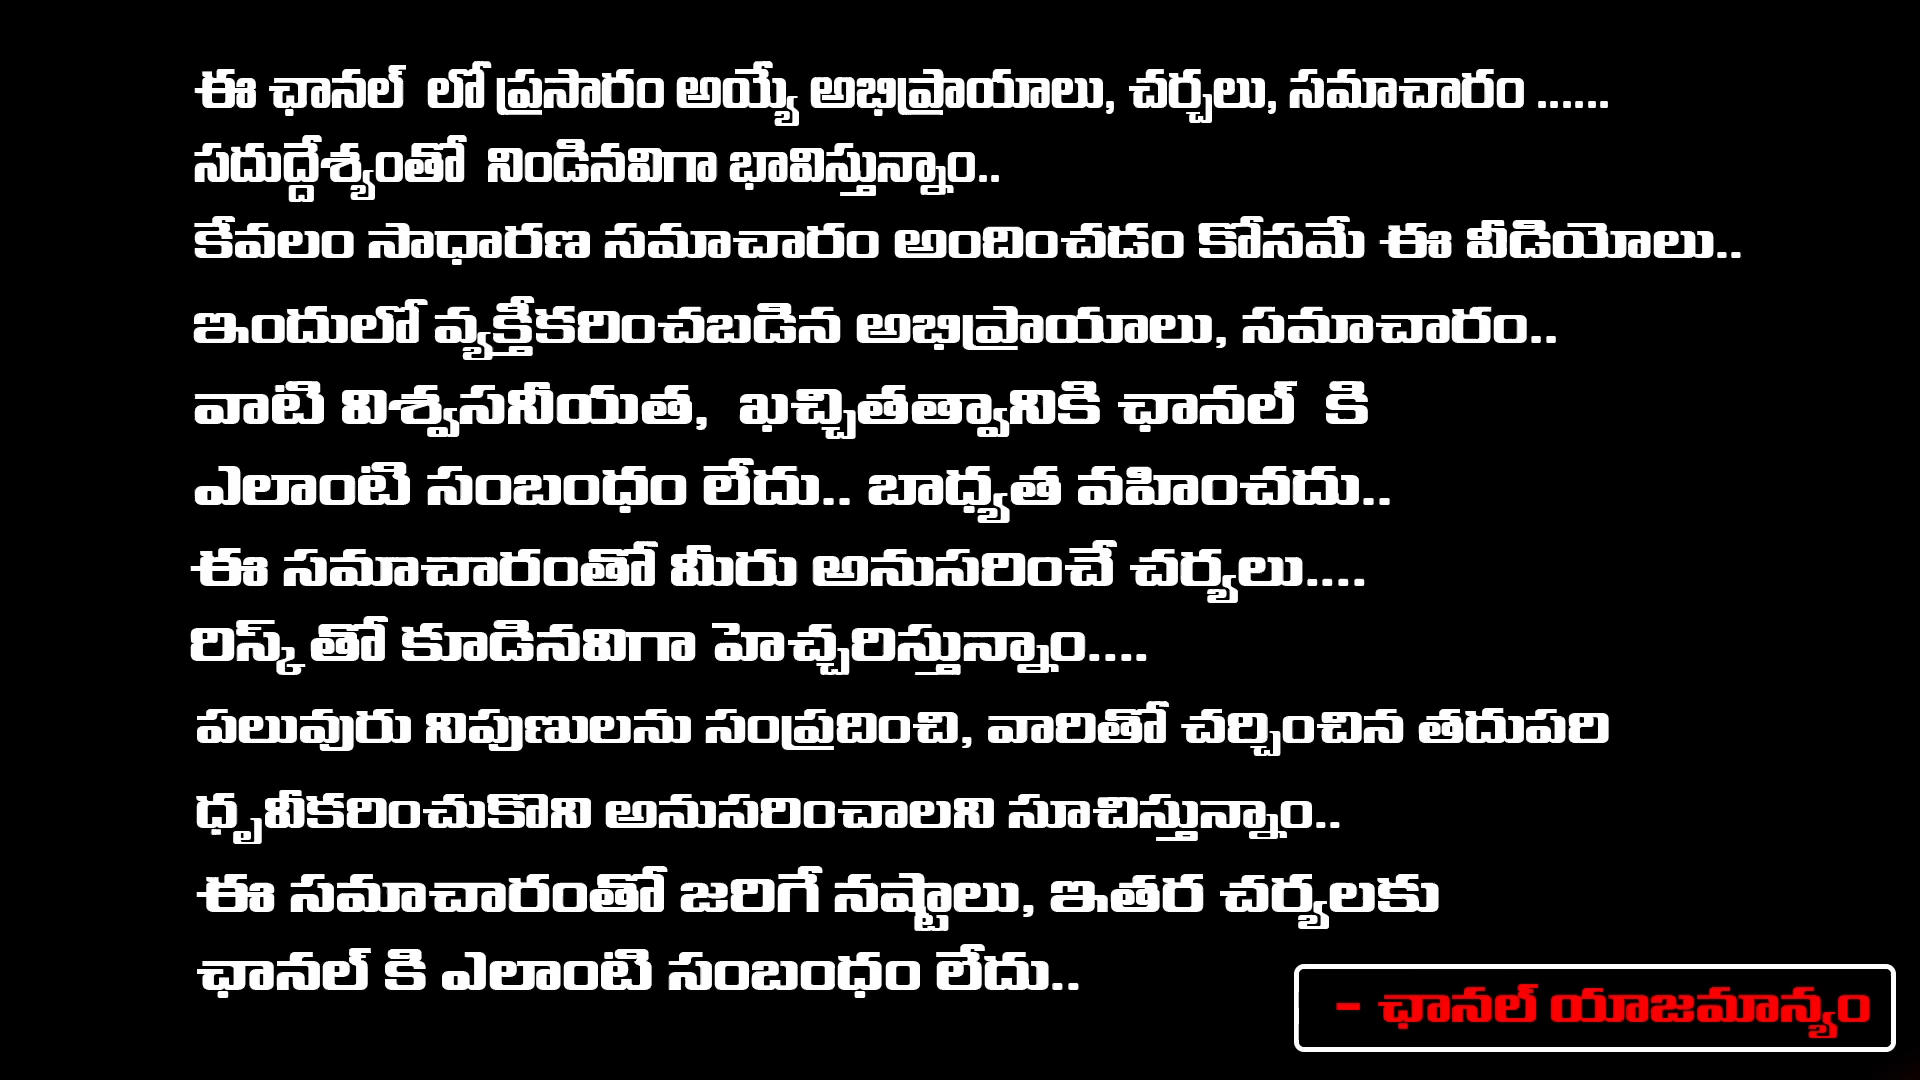 ఈ ఛానల్ లో ప్రసారం అయ్యే అభిప్రాయాలు, చర్చలు, సమాచారం ......
సదుద్దేశ్యంతో నిండినవిగా భావిస్తున్నాం..
కేవలం సాధారణ సమాచారం అందించడం కోసమే ఈ వీడియోలు..
ఇందులో వ్యక్తీకరించబడిన అభిప్రాయాలు, సమాచారం..
వాటి విశ్వసనీయత, ఖచ్చితత్వానికి ఛానల్ కి
ఎలాంటి సంబంధం లేదు.. బాధ్యత వహించదు..
ఈ సమాచారంతో మీరు అనుసరించే చర్యలు....
రిస్క్ తో కూడినవిగా హెచ్చరిస్తున్నాం....
పలువురు నిపుణులను సంప్రదించి, వారితో చర్చించిన తదుపరి
ధృవీకరించుకొని అనుసరించాలని సూచిస్తున్నాం..
ఈ సమాచారంతో జరిగే నష్టాలు, ఇతర చర్యలకు
ఛానల్ కి ఎలాంటి సంబంధం లేదు..
- ఛానల్ యాజమాన్యం